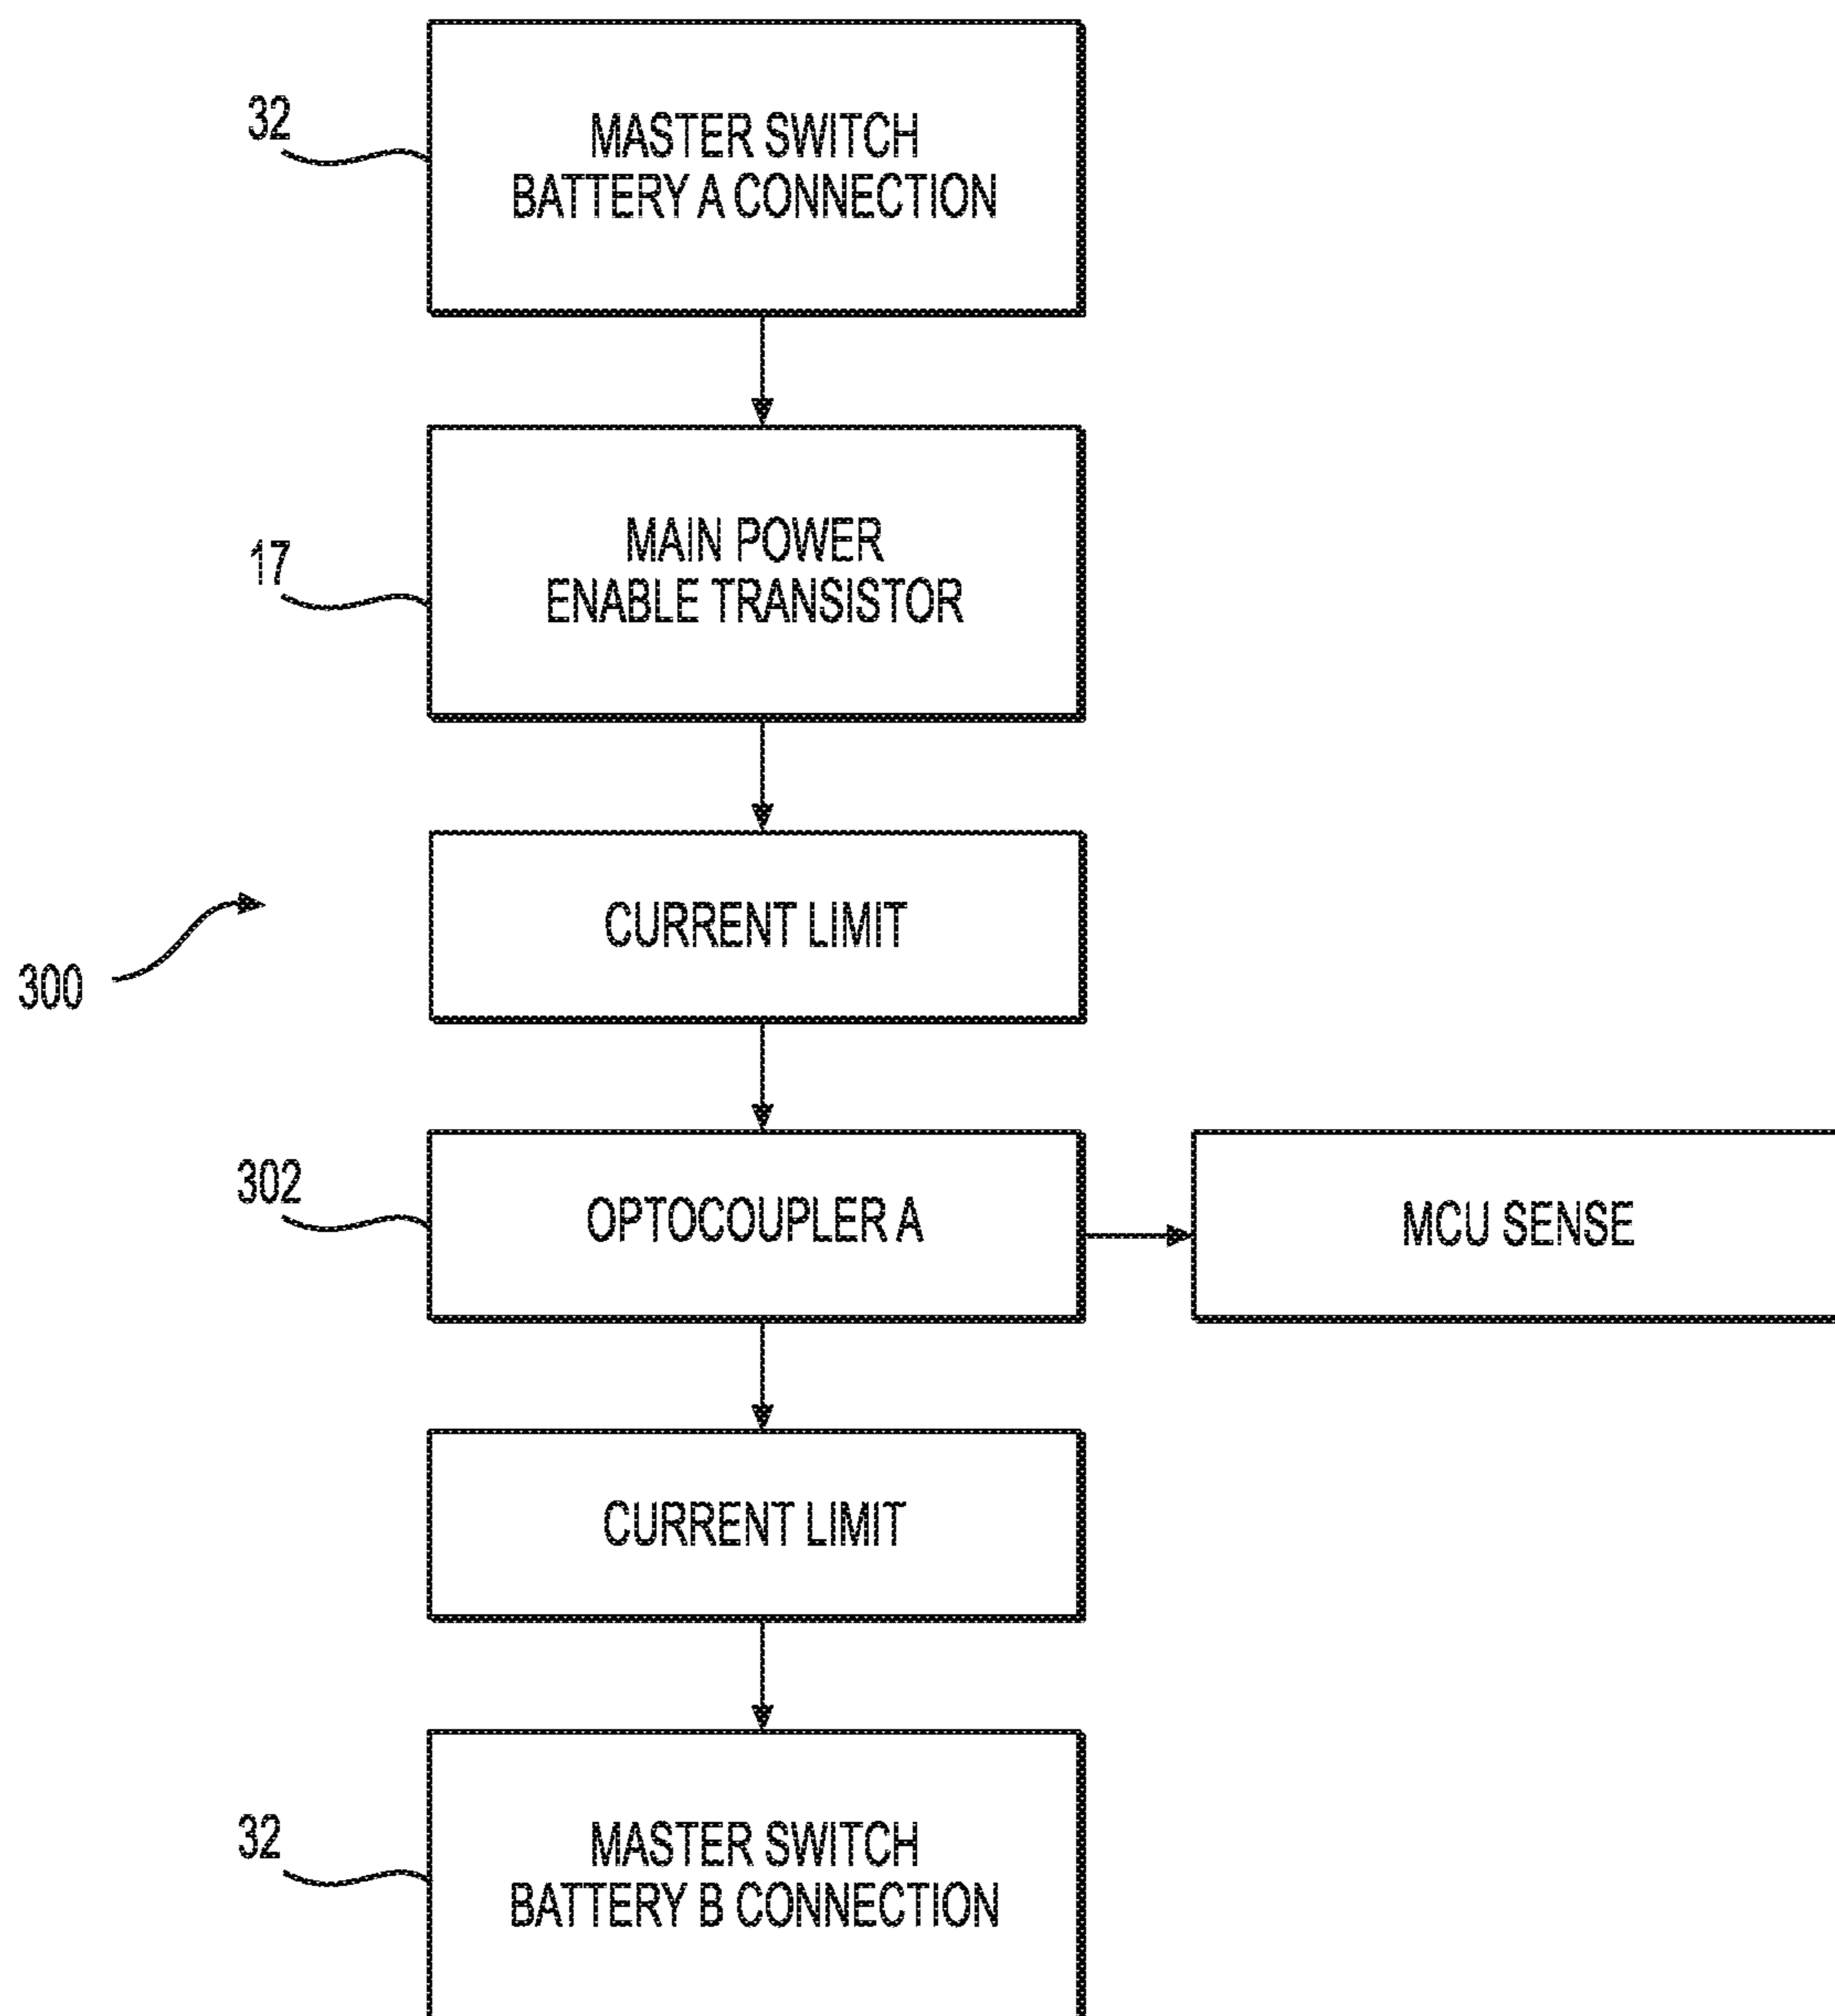 32
MASTER SWITCH
BATTERY A CONNECTION
17
MAIN POWER
ENABLE TRANSISTOR
300
CURRENT LIMIT
302
OPTOCOUPLER A
MCU SENSE
CURRENT LIMIT
32
MASTER SWITCH
BATTERY B CONNECTION